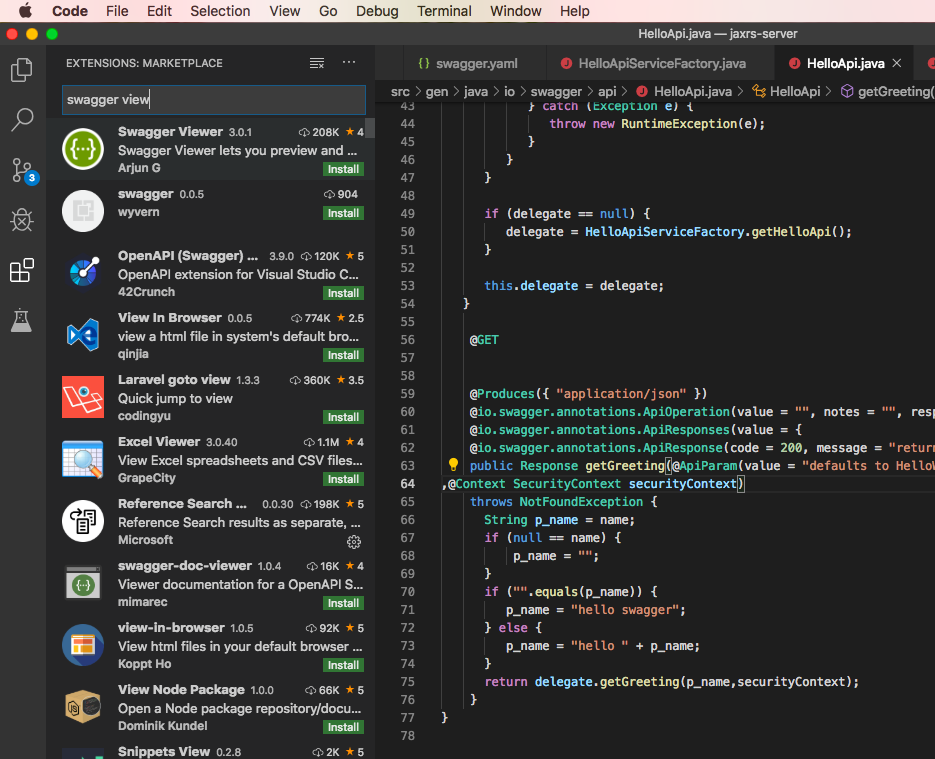 Code File Edit Selection View Go Debug Terminal Window Help
HelloApi.java — jaxrs-server
EXTENSIONS: MARKETPLACE
swagger view
Swagger Viewer 3.0.1 208K ★ 4
Swagger Viewer lets you preview and ...
Arjun G Install
swagger 0.0.5 904
wyvern Install
OpenAPI (Swagger) ... 3.9.0 120K ★ 5
OpenAPI extension for Visual Studio C...
42Crunch Install
View In Browser 0.0.5 774K ★ 2.5
view a html file in system's default bro...
qinjia Install
Laravel goto view 1.3.3 360K ★ 3.5
Quick jump to view
codingyu Install
Excel Viewer 3.0.40 1.1M ★ 4
View Excel spreadsheets and CSV files...
GrapeCity Install
Reference Search ... 0.0.30 198K ★ 5
Reference Search results as separate, ...
Microsoft
swagger-doc-viewer 1.0.4 16K ★ 4
Viewer documentation for a OpenAPI S...
mimarec Install
view-in-browser 1.0.5 92K ★ 5
View html files in your default browser ...
Koppt Ho Install
View Node Package 1.0.0 66K ★ 5
Open a Node package repository/docu...
Dominik Kundel Install
Snippets View 0.2.8 2K ★ 5
3
{} swagger.yaml J HelloApiServiceFactory.java J HelloApi.java ×
src > gen > java > io > swagger > api > J HelloApi.java > HelloApi > getGreeting(
43 } catch (Exception e) {
44 throw new RuntimeException(e);
45 }
46 }
47 }
48
49 if (delegate == null) {
50 delegate = HelloApiServiceFactory.getHelloApi();
51 }
52
53 this.delegate = delegate;
54 }
55
56 @GET
57
58
59 @Produces({ "application/json" })
60 @io.swagger.annotations.ApiOperation(value = "", notes = "", resp
61 @io.swagger.annotations.ApiResponses(value = {
62 @io.swagger.annotations.ApiResponse(code = 200, message = "return
63 public Response getGreeting(@ApiParam(value = "defaults to HelloW
64 ,@Context SecurityContext securityContext)
65 throws NotFoundException {
66 String p_name = name;
67 if (null == name) {
68 p_name = "";
69 }
70 if ("".equals(p_name)) {
71 p_name = "hello swagger";
72 } else {
73 p_name = "hello " + p_name;
74 }
75 return delegate.getGreeting(p_name,securityContext);
76 }
77 }
78